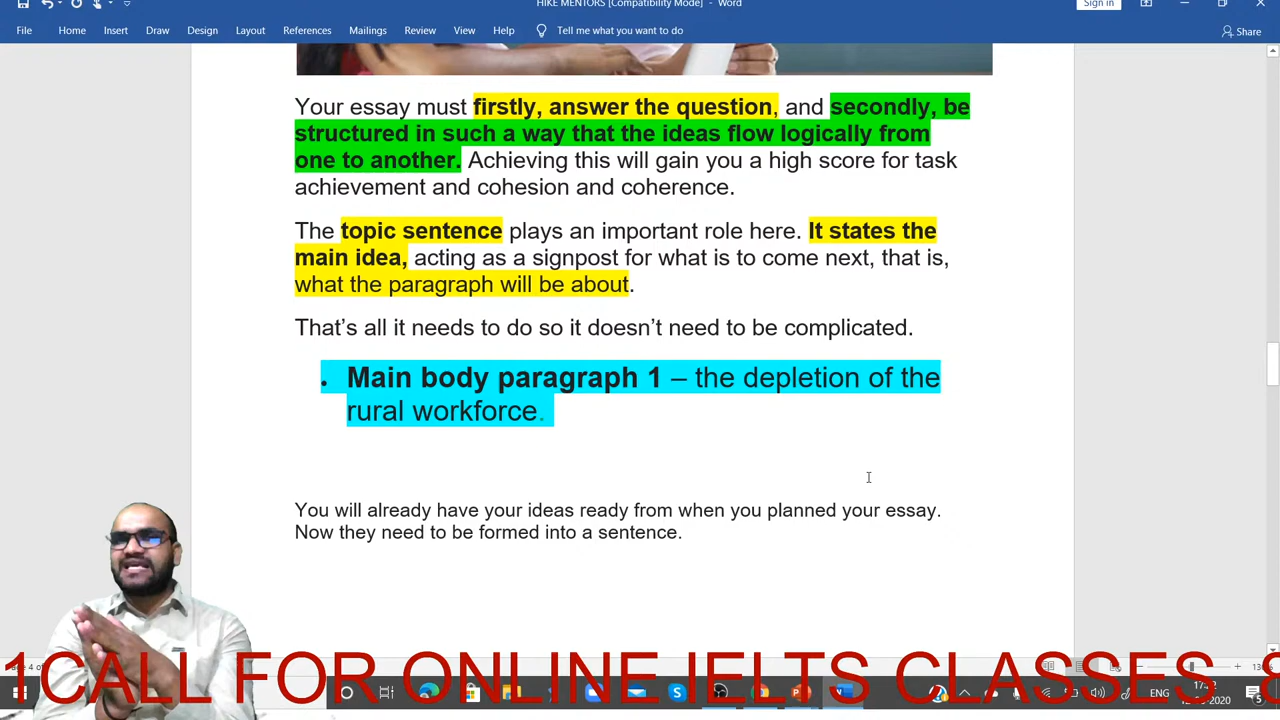 HIKE MENTORS [Compatibility Mode] - Word
Sign in
File Home Insert Draw Design Layout References Mailings Review View Help Tell me what you want to do Share
Your essay must firstly, answer the question, and secondly, be
structured in such a way that the ideas flow logically from
one to another. Achieving this will gain you a high score for task
achievement and cohesion and coherence.
The topic sentence plays an important role here. It states the
main idea, acting as a signpost for what is to come next, that is,
what the paragraph will be about.
That’s all it needs to do so it doesn’t need to be complicated.
• Main body paragraph 1 – the depletion of the
rural workforce.
You will already have your ideas ready from when you planned your essay.
Now they need to be formed into a sentence.
1CALL FOR ONLINE IELTS CLASSES
ENG